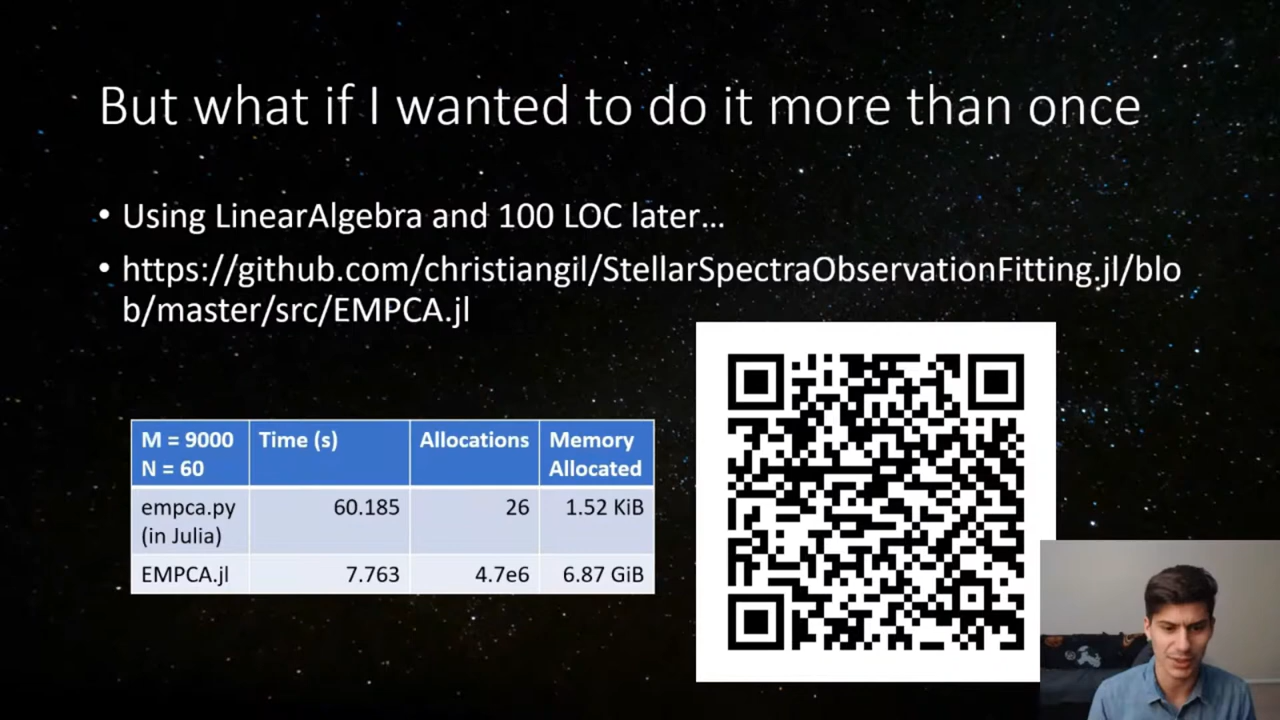 But what if I wanted to do it more than once
• Using LinearAlgebra and 100 LOC later…
• https://github.com/christiangil/StellarSpectraObservationFitting.jl/blo
b/master/src/EMPCA.jl
M = 9000 Time (s) Allocations Memory
N = 60 Allocated
empca.py 60.185 26 1.52 KiB
(in Julia)
EMPCA.jl 7.763 4.7e6 6.87 GiB